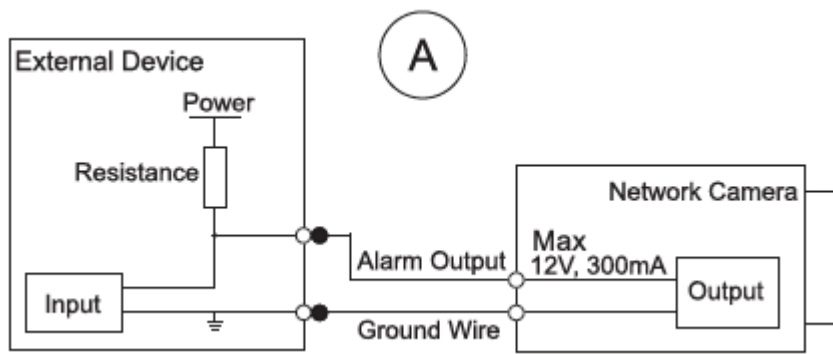 A
External Device
Power
Resistance
Network Camera
Max
12V, 300mA
Alarm Output
Input
Output
Ground Wire